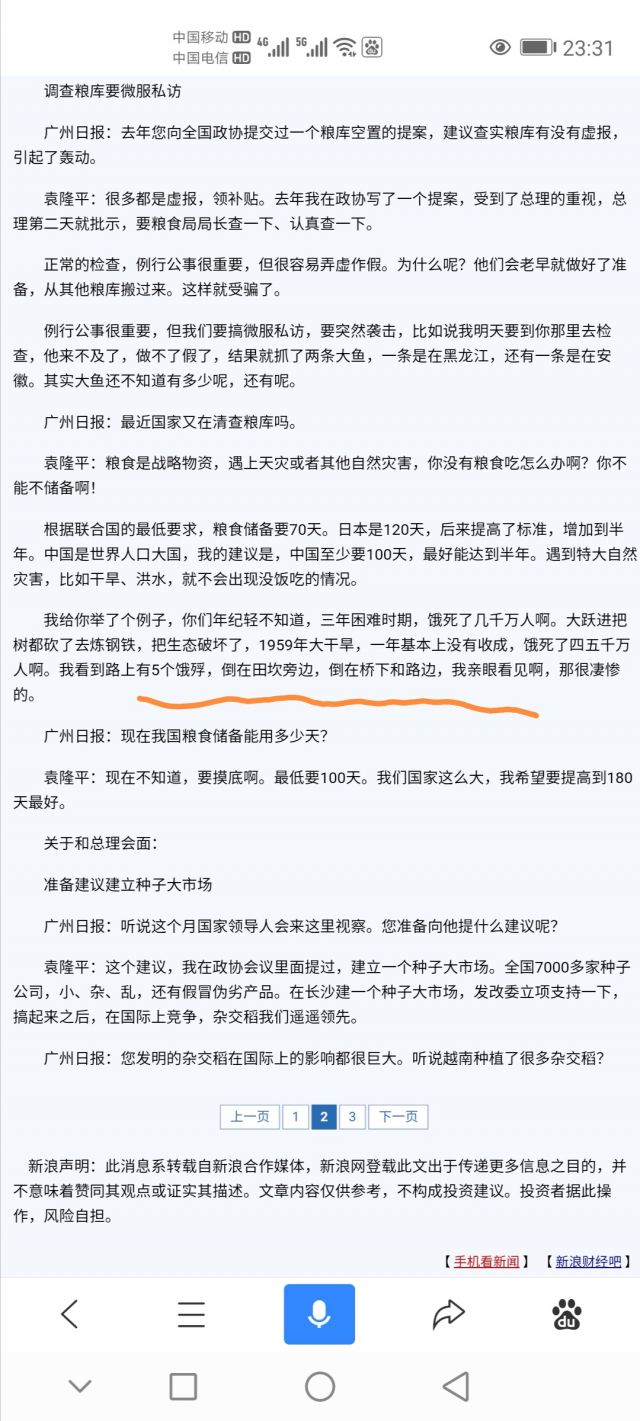 中国移动 HD 4G 5G 23:31
中国电信 HD
调查粮库要微服私访
广州日报：去年您向全国政协提交过一个粮库空置的提案，建议查实粮库有没有虚报，
引起了轰动。
袁隆平：很多都是虚报，领补贴。去年我在政协写了一个提案，受到了总理的重视，总
理第二天就批示，要粮食局局长查一下、认真查一下。
正常的检查，例行公事很重要，但很容易弄虚作假。为什么呢？他们会老早就做好了准
备，从其他粮库搬过来。这样就受骗了。
例行公事很重要，但我们要搞微服私访，要突然袭击，比如说我明天要到你那里去检
查，他来不及了，做不了假了，结果就抓了两条大鱼，一条是在黑龙江，还有一条是在安
徽。其实大鱼还不知道有多少呢，还有呢。
广州日报：最近国家又在清查粮库吗。
袁隆平：粮食是战略物资，遇上天灾或者其他自然灾害，你没有粮食吃怎么办啊？你不
能不储备啊！
根据联合国的最低要求，粮食储备要70天。日本是120天，后来提高了标准，增加到半
年。中国是世界人口大国，我的建议是，中国至少要100天，最好能达到半年。遇到特大自然
灾害，比如干旱、洪水，就不会出现没饭吃的情况。
我给你举了个例子，你们年纪轻不知道，三年困难时期，饿死了几千万人啊。大跃进把
树都砍了去炼钢铁，把生态破坏了，1959年大干旱，一年基本上没有收成，饿死了四五千万
人啊。我看到路上有5个饿殍，倒在田坎旁边，倒在桥下和路边，我亲眼看见啊，那很凄惨
的。
广州日报：现在我国粮食储备能用多少天？
袁隆平：现在不知道，要摸底啊。最低要100天。我们国家这么大，我希望要提高到180
天最好。
关于和总理会面：
准备建议建立种子大市场
广州日报：听说这个月国家领导人会来这里视察。您准备向他提什么建议呢？
袁隆平：这个建议，我在政协会议里面提过，建立一个种子大市场。全国7000多家种子
公司，小、杂、乱，还有假冒伪劣产品。在长沙建一个种子大市场，发改委立项支持一下，
搞起来之后，在国际上竞争，杂交稻我们遥遥领先。
广州日报：您发明的杂交稻在国际上的影响都很巨大。听说越南种植了很多杂交稻？
上一页 1 2 3 下一页
新浪声明：此消息系转载自新浪合作媒体，新浪网登载此文出于传递更多信息之目的，并
不意味着赞同其观点或证实其描述。文章内容仅供参考，不构成投资建议。投资者据此操
作，风险自担。
【手机看新闻】 【新浪财经吧】
du